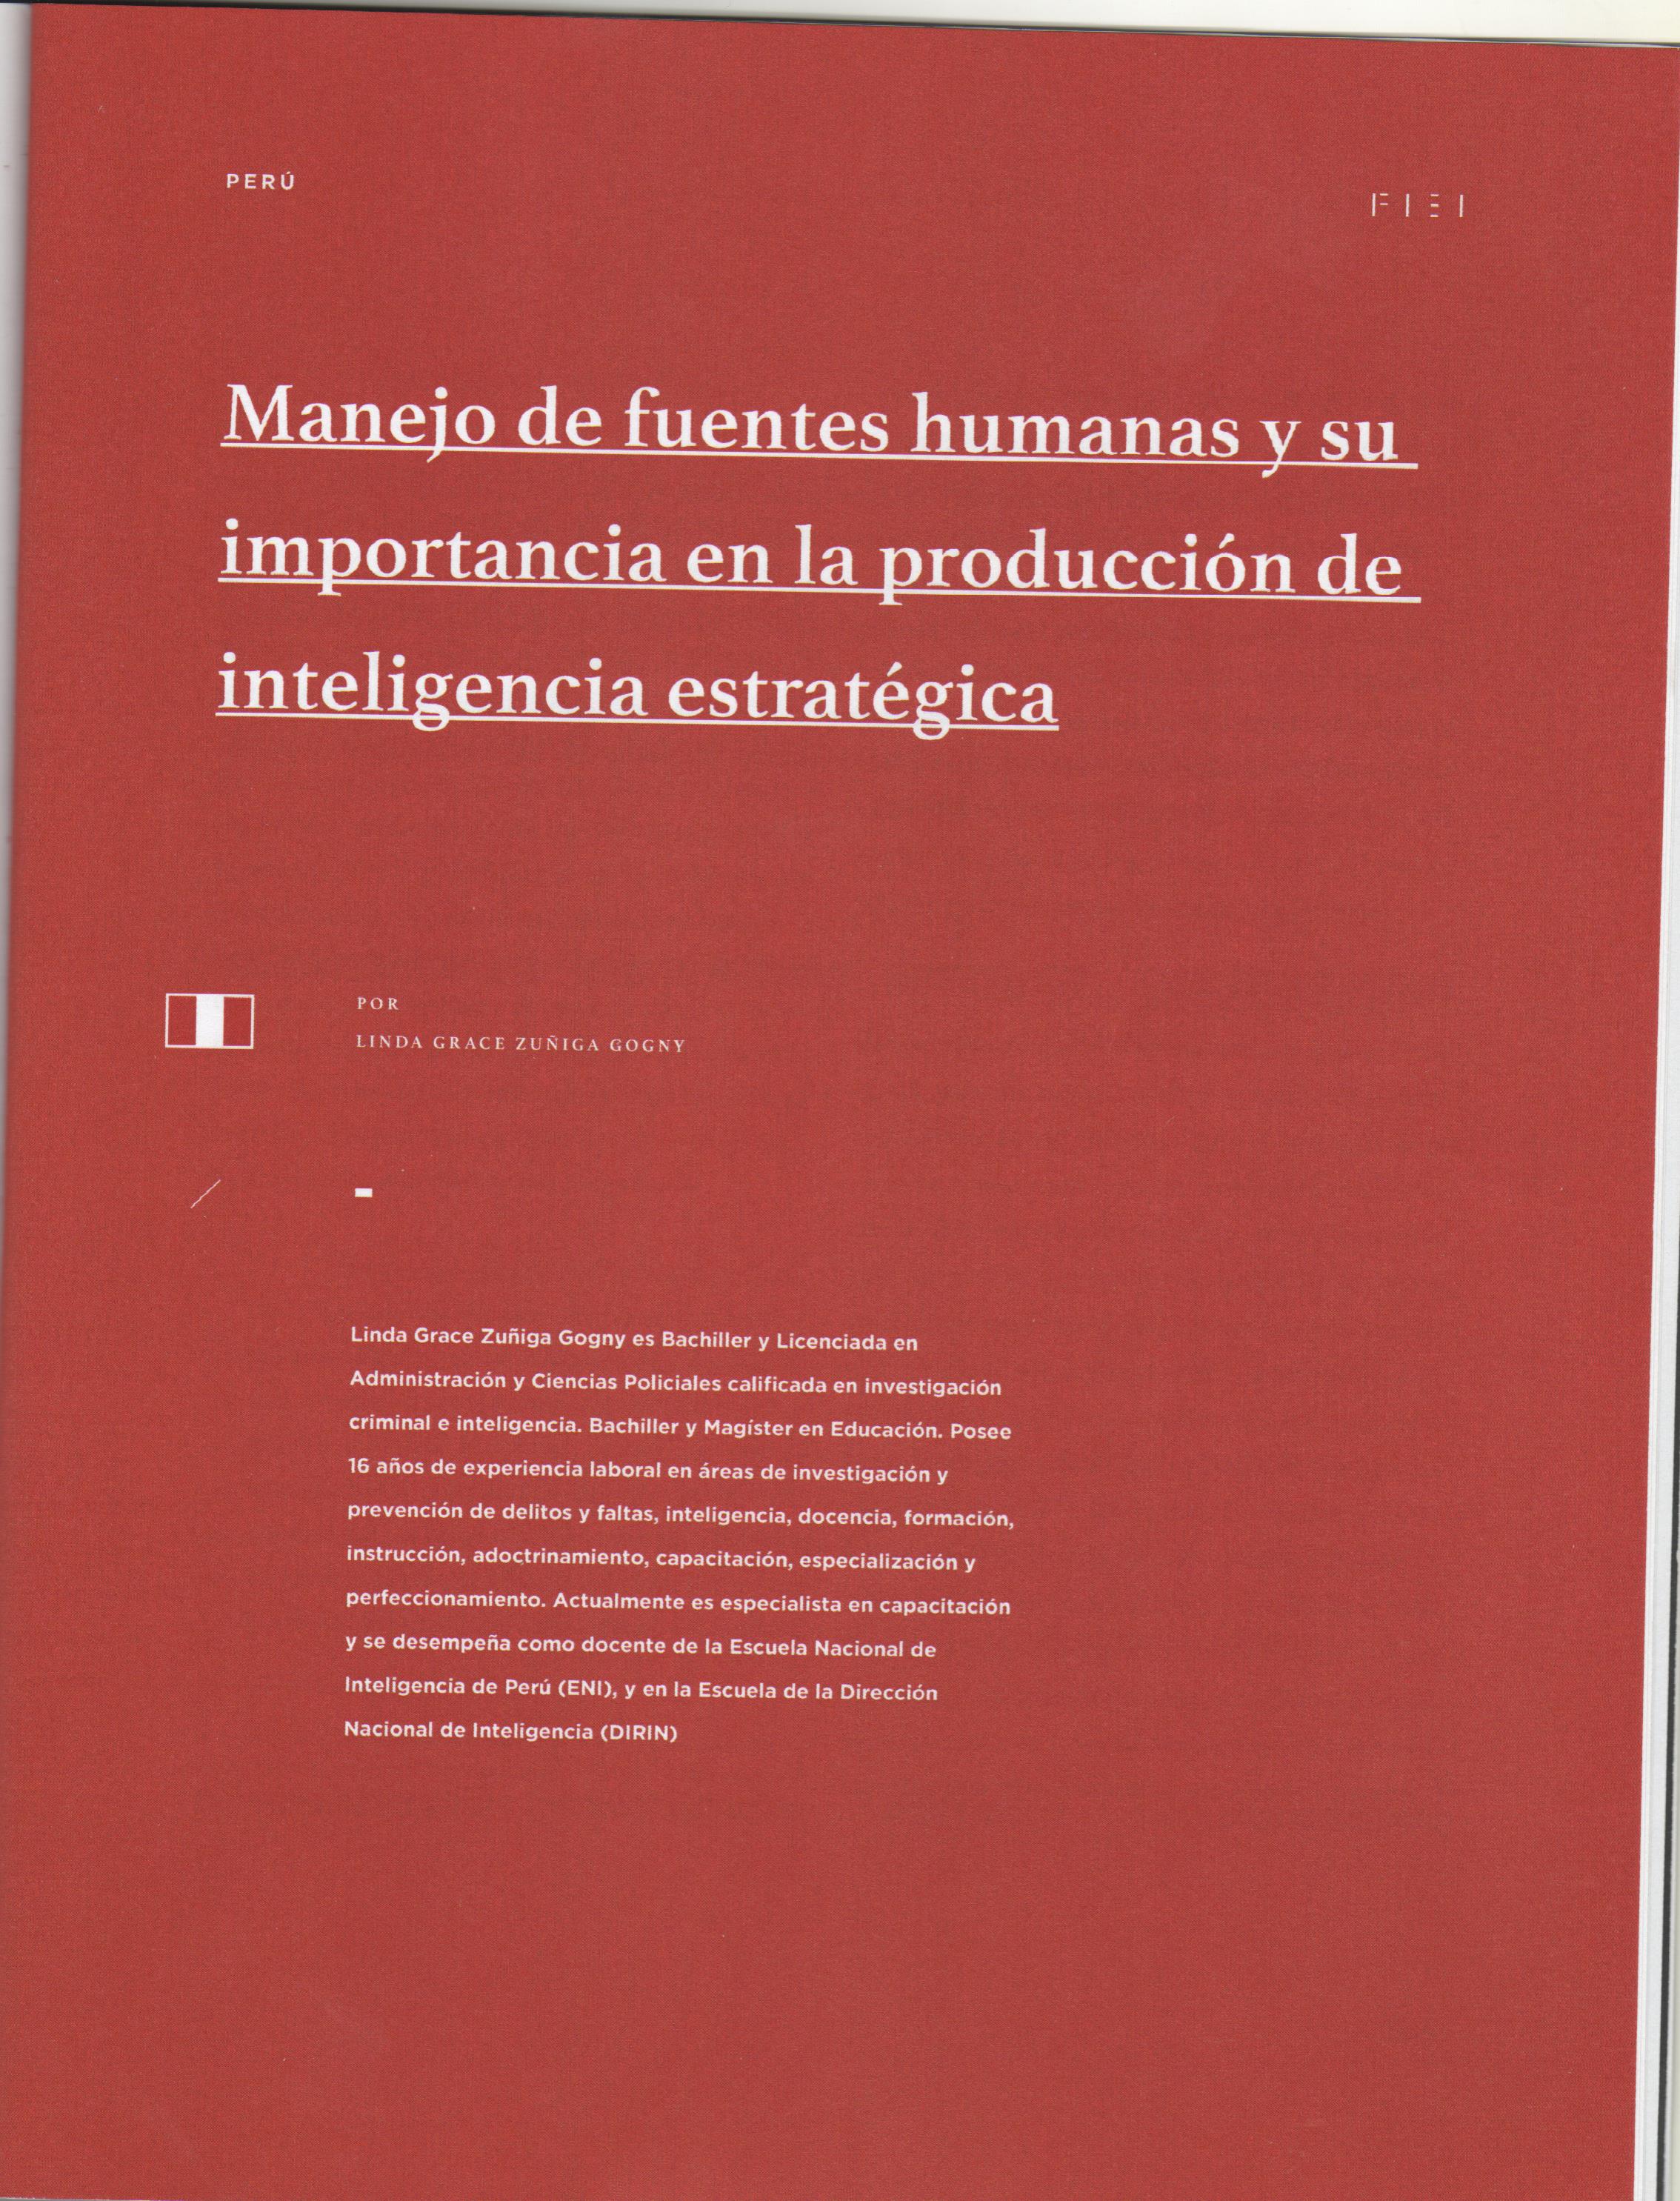 PERÚ
FIEI
Manejo de fuentes humanas y su
importancia en la producción de
inteligencia estratégica
POR
LINDA GRACE ZUÑIGA GOGNY
Linda Grace Zuñiga Gogny es Bachiller y Licenciada en
Administración y Ciencias Policiales calificada en investigación
criminal e inteligencia. Bachiller y Magíster en Educación. Posee
16 años de experiencia laboral en áreas de investigación y
prevención de delitos y faltas, inteligencia, docencia, formación,
instrucción, adoctrinamiento, capacitación, especialización y
perfeccionamiento. Actualmente es especialista en capacitación
y se desempeña como docente de la Escuela Nacional de
Inteligencia de Perú (ENI), y en la Escuela de la Dirección
Nacional de Inteligencia (DIRIN)